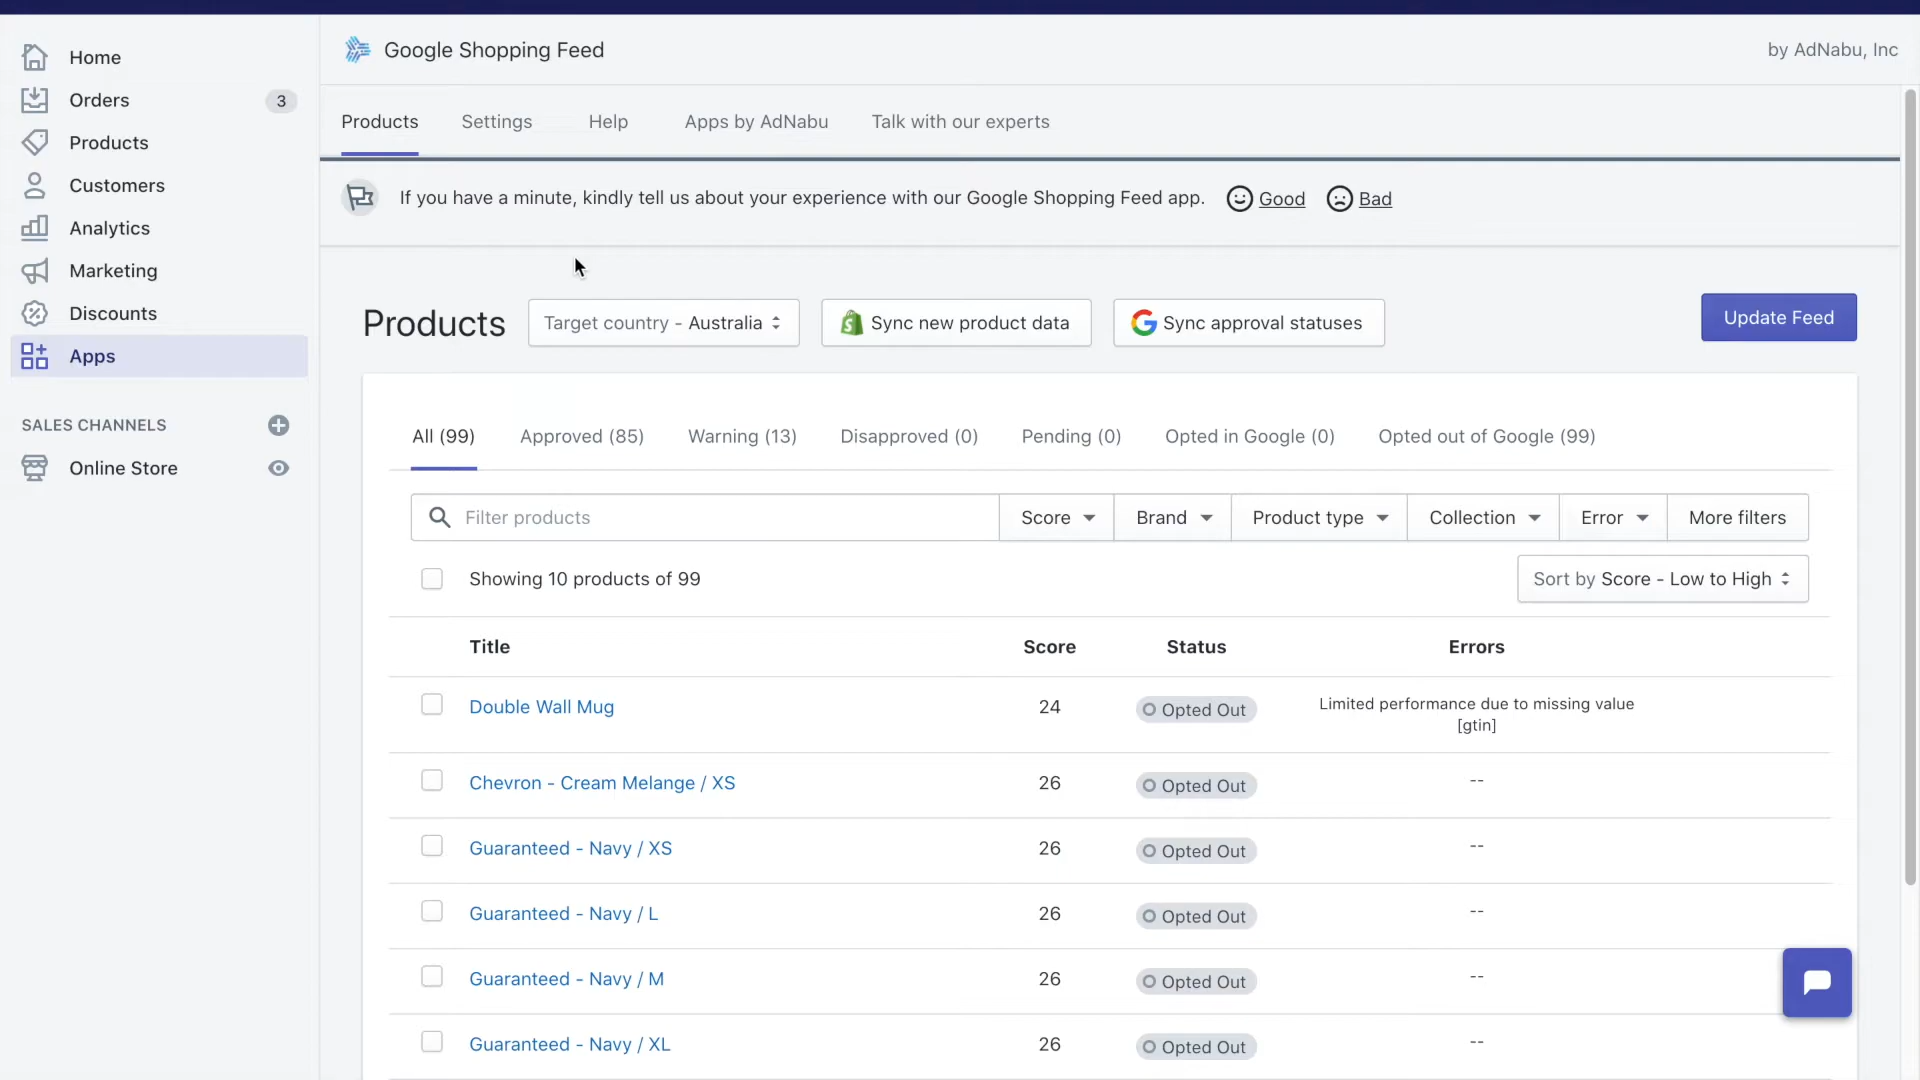 Home
Orders 3
Products
Customers
Analytics
Marketing
Discounts
Apps
SALES CHANNELS
Online Store
Google Shopping Feed by AdNabu, Inc
Products Settings Help Apps by AdNabu Talk with our experts
If you have a minute, kindly tell us about your experience with our Google Shopping Feed app. Good Bad
Products Target country - Australia Sync new product data Sync approval statuses Update Feed
All (99) Approved (85) Warning (13) Disapproved (0) Pending (0) Opted in Google (0) Opted out of Google (99)
Filter products Score Brand Product type Collection Error More filters
Showing 10 products of 99 Sort by Score - Low to High
Title Score Status Errors
Double Wall Mug 24 Opted Out Limited performance due to missing value
[gtin]
Chevron - Cream Melange / XS 26 Opted Out --
Guaranteed - Navy / XS 26 Opted Out --
Guaranteed - Navy / L 26 Opted Out --
Guaranteed - Navy / M 26 Opted Out --
Guaranteed - Navy / XL 26 Opted Out --